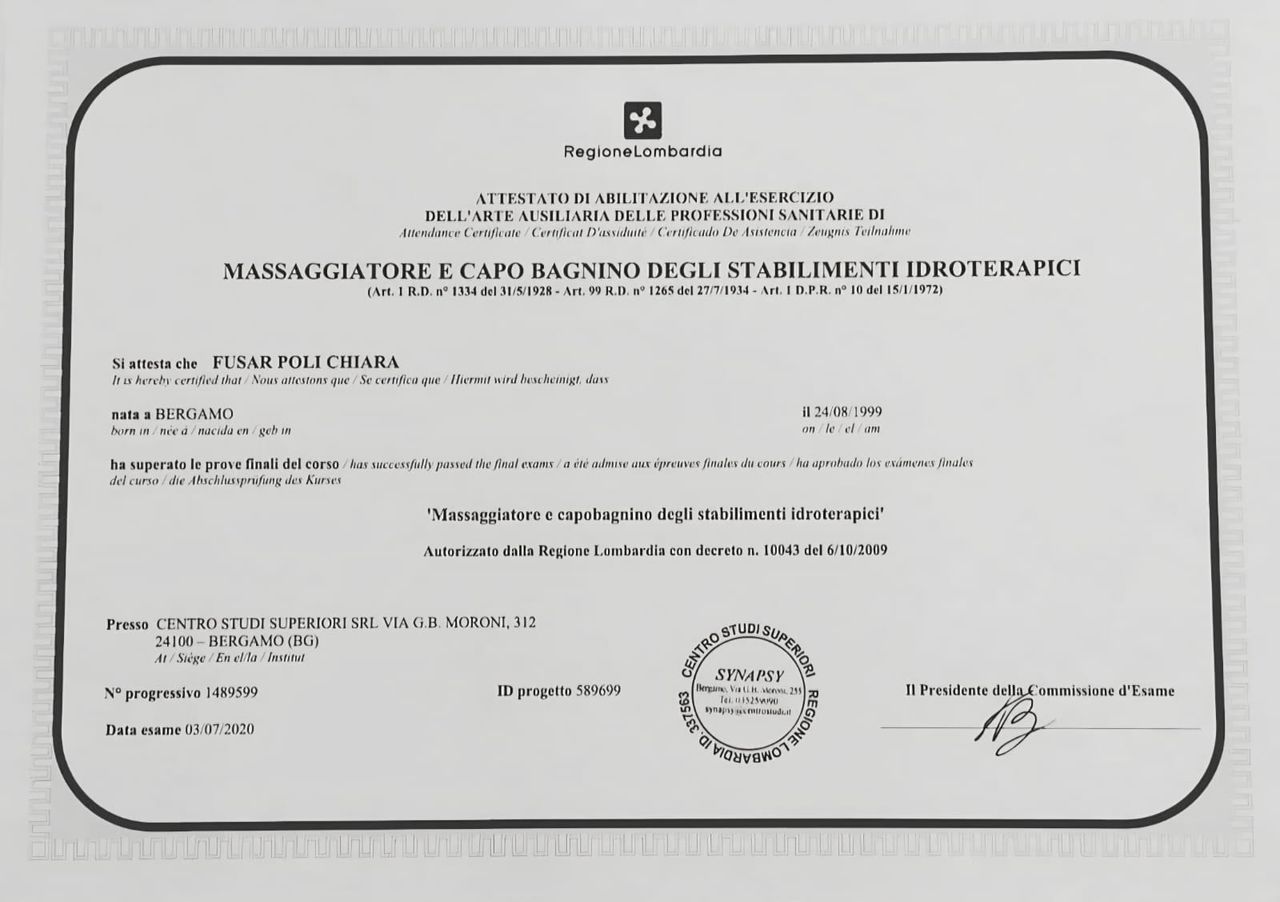 RegioneLombardia
ATTESTATO DI ABILITAZIONE ALL'ESERCIZIO
DELL'ARTE AUSILIARIA DELLE PROFESSIONI SANITARIE DI
Attendance Certificate / Certificat D'assiduité / Certificado De Asistencia / Zeugnis Teilnahme
MASSAGGIATORE E CAPO BAGNINO DEGLI STABILIMENTI IDROTERAPICI
(Art. 1 R.D. n° 1334 del 31/5/1928 - Art. 99 R.D. n° 1265 del 27/7/1934 - Art. 1 D.P.R. n° 10 del 15/1/1972)
Si attesta che FUSAR POLI CHIARA
It is hereby certified that / Nous attestons que / Se certifica que / Hiermit wird bescheinigt, dass
nata a BERGAMO il 24/08/1999
born in / née à / nacida en / geb in on / le / el / am
ha superato le prove finali del corso / has successfully passed the final exams / a été admise aux épreuves finales du cours / ha aprobado los exámenes finales
del curso / die Abschlussprüfung des Kurses
'Massaggiatore e capobagnino degli stabilimenti idroterapici'
Autorizzato dalla Regione Lombardia con decreto n. 10043 del 6/10/2009
Presso CENTRO STUDI SUPERIORI SRL VIA G.B. MORONI, 312
24100 – BERGAMO (BG)
At / Siège / En el/la / Institut
N° progressivo 1489599 ID progetto 589699
Data esame 03/07/2020
CENTRO STUDI SUPERIORI
REGIONE LOMBARDIA ID. 337563
SYNAPSY
Bergamo, Via G.B. Moroni, 255
Tel.
Il Presidente della Commissione d'Esame